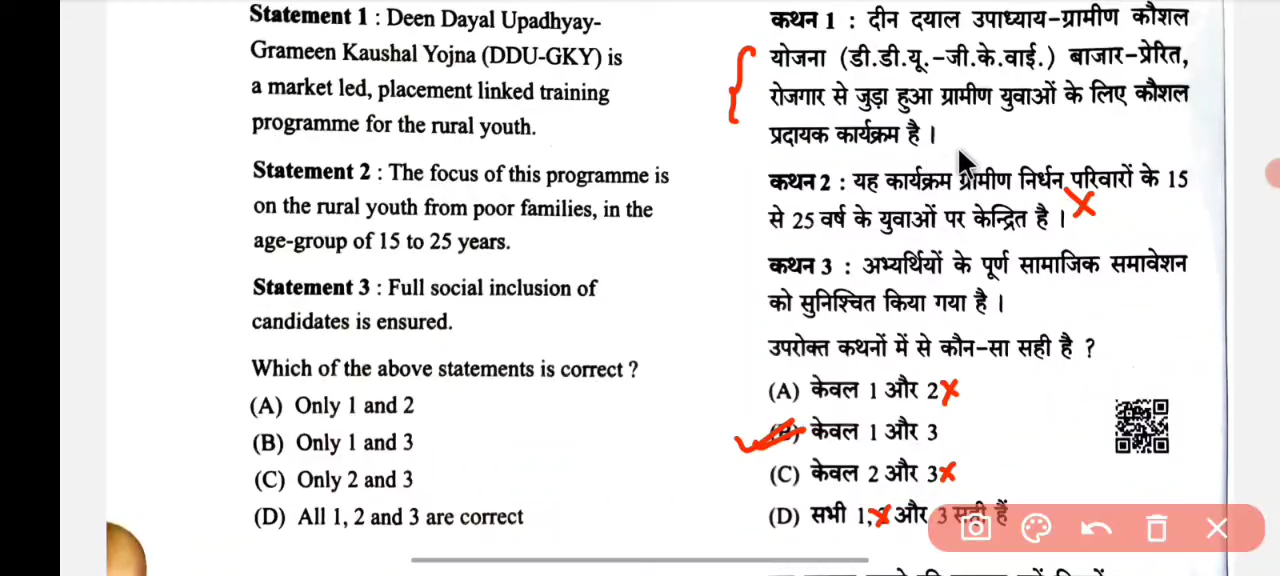 Statement 1 : Deen Dayal Upadhyay-
Grameen Kaushal Yojna (DDU-GKY) is
a market led, placement linked training
programme for the rural youth.
Statement 2 : The focus of this programme is
on the rural youth from poor families, in the
age-group of 15 to 25 years.
Statement 3 : Full social inclusion of
candidates is ensured.
Which of the above statements is correct ?
(A) Only 1 and 2
(B) Only 1 and 3
(C) Only 2 and 3
(D) All 1, 2 and 3 are correct
कथन 1 : दीन दयाल उपाध्याय-ग्रामीण कौशल
योजना (डी.डी.यू.-जी.के.वाई.) बाजार-प्रेरित,
रोजगार से जुड़ा हुआ ग्रामीण युवाओं के लिए कौशल
प्रदायक कार्यक्रम है ।
कथन 2 : यह कार्यक्रम ग्रामीण निर्धन परिवारों के 15
से 25 वर्ष के युवाओं पर केन्द्रित है ।
कथन 3 : अभ्यर्थियों के पूर्ण सामाजिक समावेशन
को सुनिश्चित किया गया है ।
उपरोक्त कथनों में से कौन-सा सही है ?
(A) केवल 1 और 2
(B) केवल 1 और 3
(C) केवल 2 और 3
(D) सभी 1, और 3 सही हैं